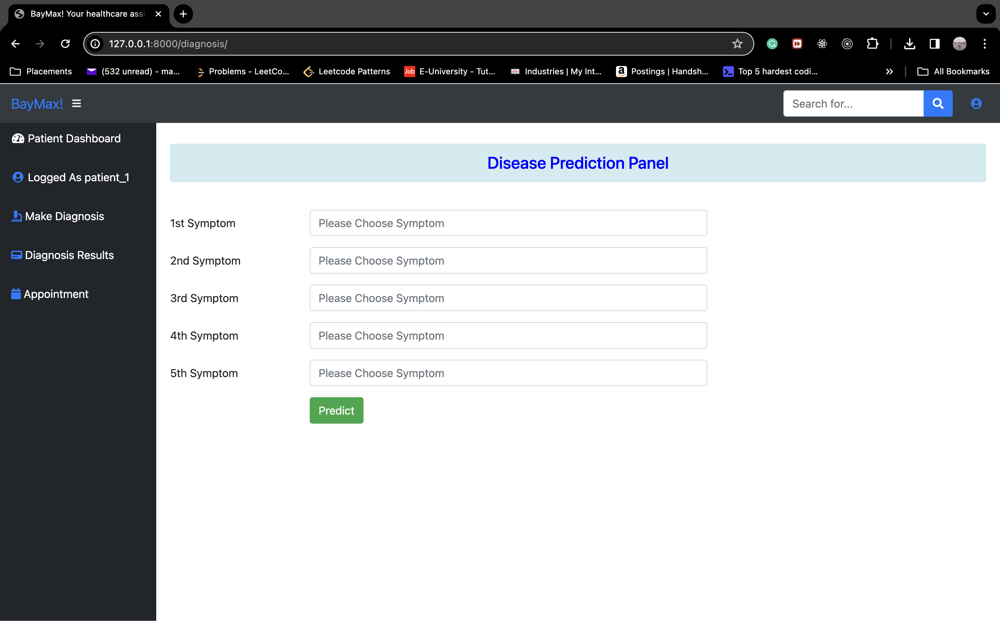 BayMax! Your healthcare assi
127.0.0.1:8000/diagnosis/
Placements (532 unread) - ma... Problems - LeetCo... Leetcode Patterns Job E-University - Tut... Industries | My Int... Postings | Handsh... Top 5 hardest codi... All Bookmarks
BayMax! Search for...
Patient Dashboard
Logged As patient_1
Make Diagnosis
Diagnosis Results
Appointment
Disease Prediction Panel
1st Symptom Please Choose Symptom
2nd Symptom Please Choose Symptom
3rd Symptom Please Choose Symptom
4th Symptom Please Choose Symptom
5th Symptom Please Choose Symptom
Predict